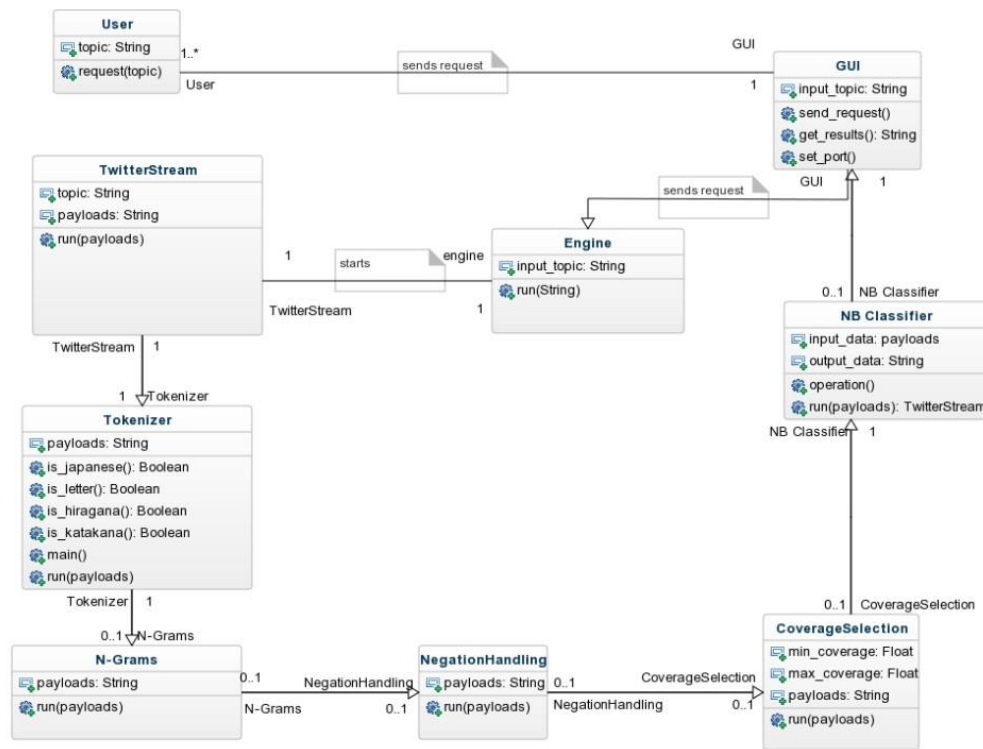 User
topic: String
request(topic)
1..*
User
sends request
GUI
1
GUI
input_topic: String
send_request()
get_results(): String
set_port()
GUI
1
sends request
TwitterStream
topic: String
payloads: String
run(payloads)
1
TwitterStream
starts
engine
1
Engine
input_topic: String
run(String)
0..1
NB Classifier
NB Classifier
input_data: payloads
output_data: String
operation()
run(payloads): TwitterStream
NB Classifier
1
TwitterStream
1
1
Tokenizer
Tokenizer
payloads: String
is_japanese(): Boolean
is_letter(): Boolean
is_hiragana(): Boolean
is_katakana(): Boolean
main()
run(payloads)
Tokenizer
1
0..1
N-Grams
N-Grams
payloads: String
run(payloads)
0..1
N-Grams
NegationHandling
0..1
NegationHandling
payloads: String
run(payloads)
0..1
NegationHandling
CoverageSelection
0..1
0..1
CoverageSelection
CoverageSelection
min_coverage: Float
max_coverage: Float
payloads: String
run(payloads)